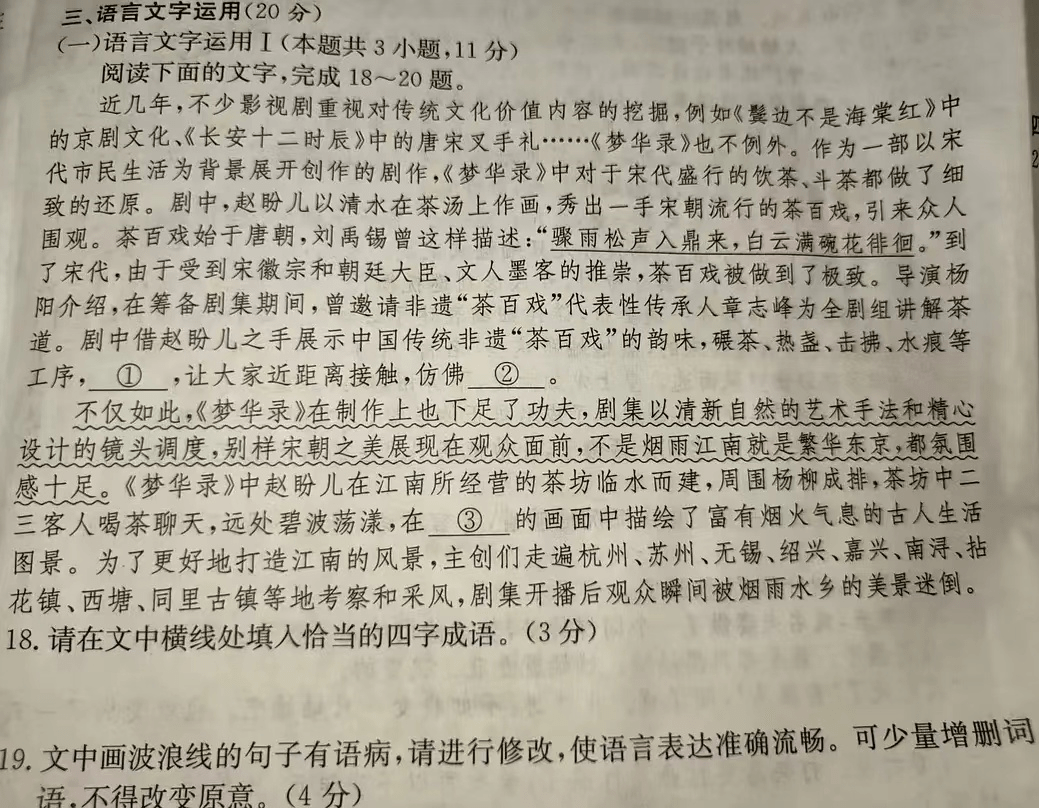 三、语言文字运用(20 分)
(一)语言文字运用Ⅰ(本题共 3 小题,11 分)
阅读下面的文字,完成 18～20 题。
近几年,不少影视剧重视对传统文化价值内容的挖掘,例如《鬓边不是海棠红》中
的京剧文化、《长安十二时辰》中的唐宋叉手礼……《梦华录》也不例外。作为一部以宋
代市民生活为背景展开创作的剧作,《梦华录》中对于宋代盛行的饮茶、斗茶都做了细
致的还原。剧中,赵盼儿以清水在茶汤上作画,秀出一手宋朝流行的茶百戏,引来众人
围观。茶百戏始于唐朝,刘禹锡曾这样描述:“骤雨松声入鼎来,白云满碗花徘徊。”到
了宋代,由于受到宋徽宗和朝廷大臣、文人墨客的推崇,茶百戏被做到了极致。导演杨
阳介绍,在筹备剧集期间,曾邀请非遗“茶百戏”代表性传承人章志峰为全剧组讲解茶
道。剧中借赵盼儿之手展示中国传统非遗“茶百戏”的韵味,碾茶、热盏、击拂、水痕等
工序,①,让大家近距离接触,仿佛②。
不仅如此,《梦华录》在制作上也下足了功夫,剧集以清新自然的艺术手法和精心
设计的镜头调度,别样宋朝之美展现在观众面前,不是烟雨江南就是繁华东京,都氛围
感十足。《梦华录》中赵盼儿在江南所经营的茶坊临水而建,周围杨柳成排,茶坊中二
三客人喝茶聊天,远处碧波荡漾,在③的画面中描绘了富有烟火气息的古人生活
图景。为了更好地打造江南的风景,主创们走遍杭州、苏州、无锡、绍兴、嘉兴、南浔、拈
花镇、西塘、同里古镇等地考察和采风,剧集开播后观众瞬间被烟雨水乡的美景迷倒。
18. 请在文中横线处填入恰当的四字成语。(3 分)
19. 文中画波浪线的句子有语病,请进行修改,使语言表达准确流畅。可少量增删词
语,不得改变原意。(4 分)